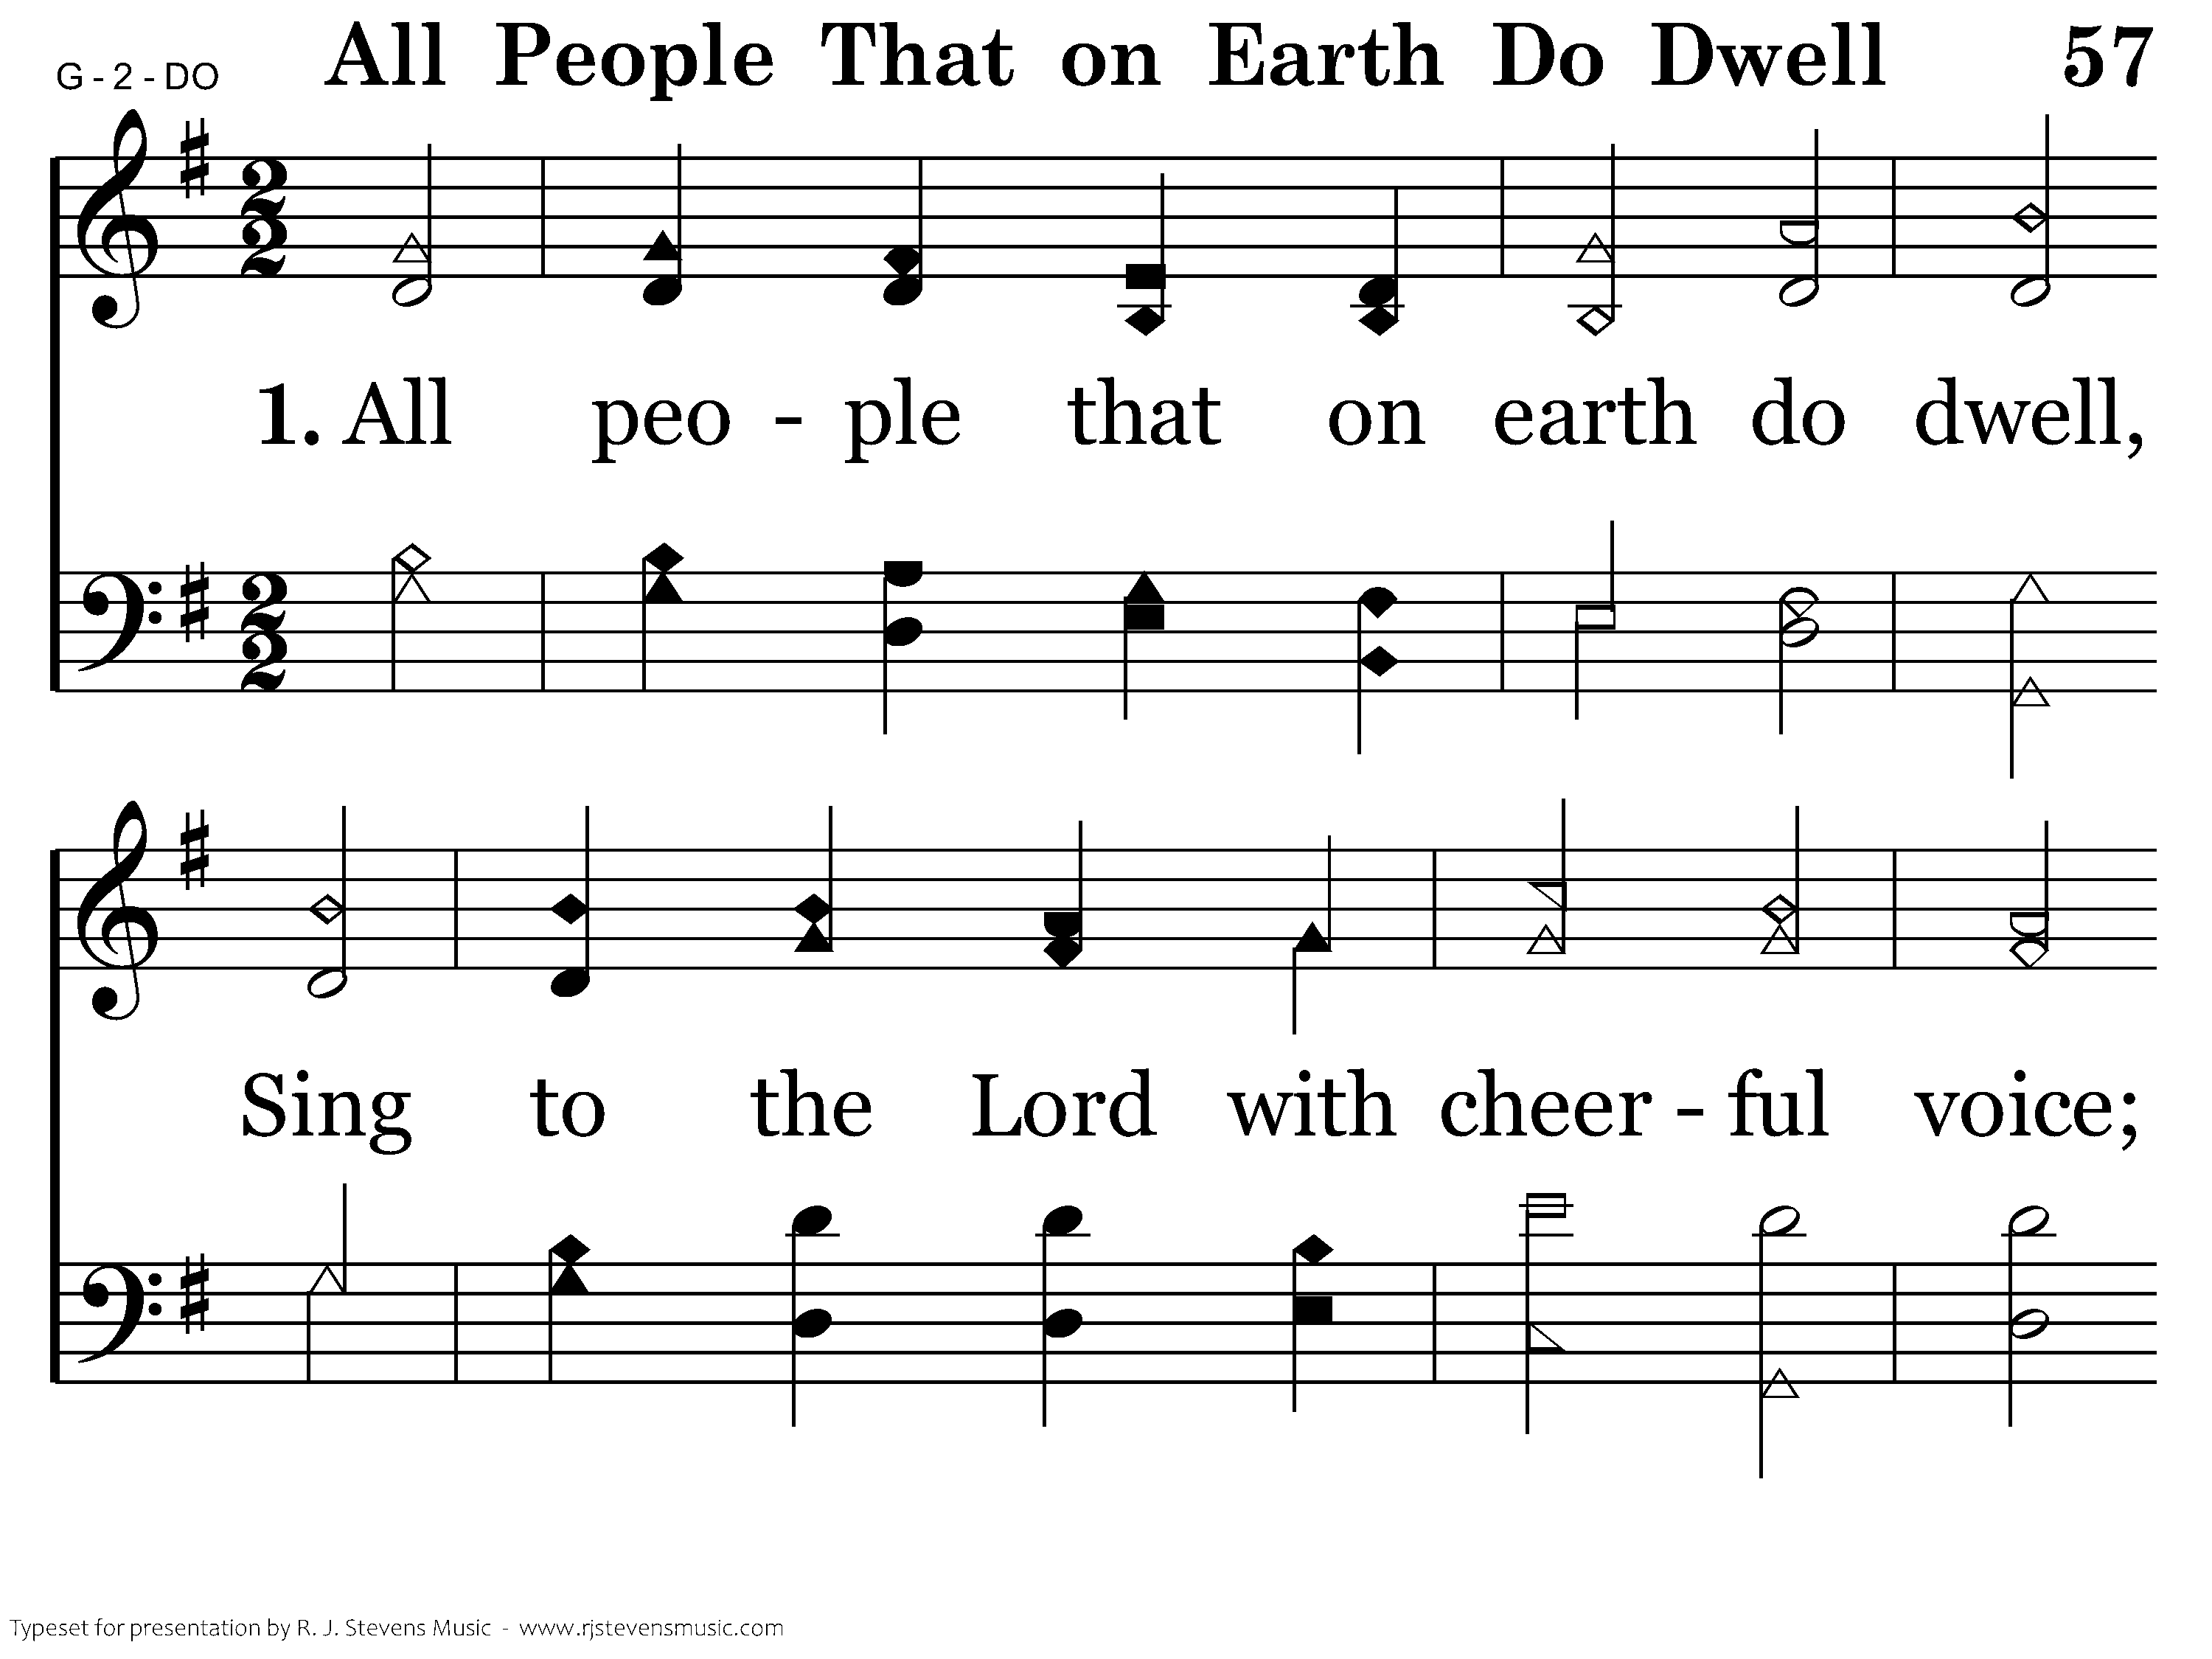 G - 2 - DO All People That on Earth Do Dwell 57
1. All peo - ple that on earth do dwell,
Sing to the Lord with cheer - ful voice;
Typeset for presentation by R. J. Stevens Music - www.rjstevensmusic.com